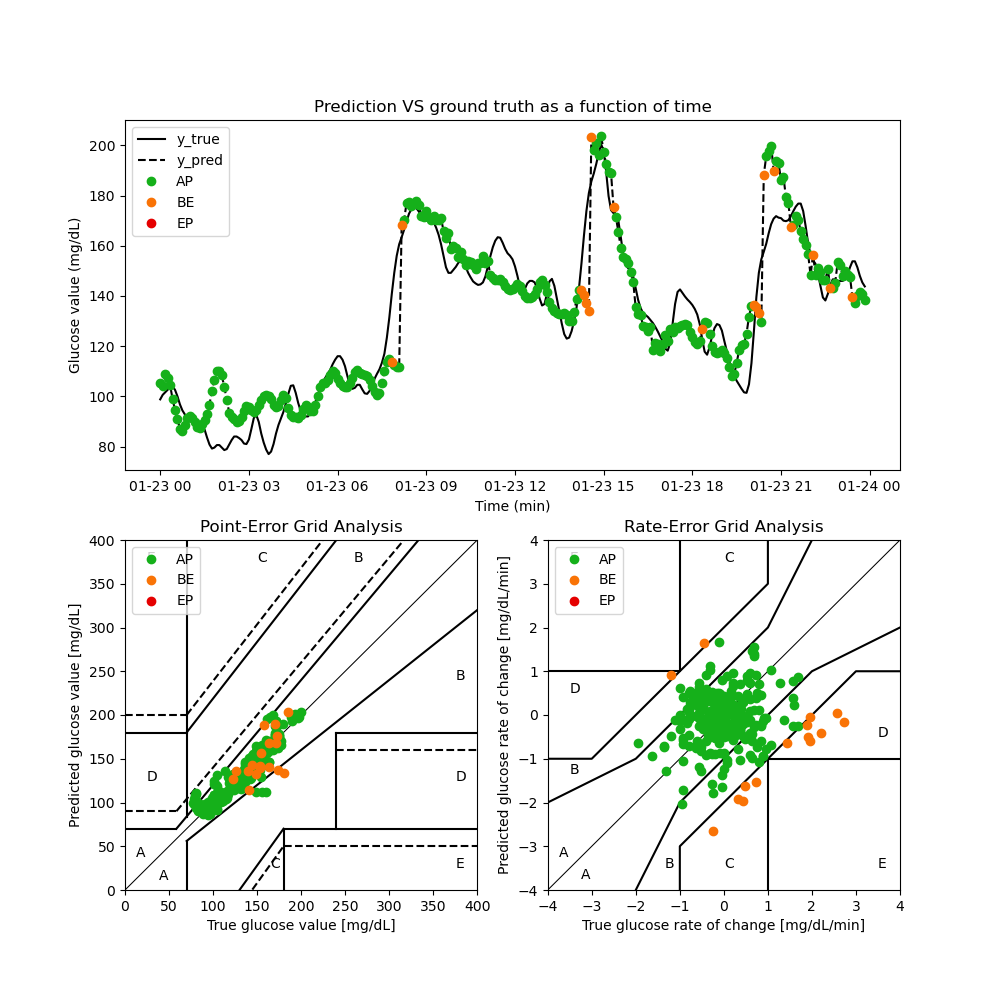 Prediction VS ground truth as a function of time
Glucose value (mg/dL)
200
180
160
140
120
100
80
y_true
y_pred
AP
BE
EP
01-23 00 01-23 03 01-23 06 01-23 09 01-23 12 01-23 15 01-23 18 01-23 21 01-24 00
Time (min)
Point-Error Grid Analysis
Predicted glucose value [mg/dL]
400
350
300
250
200
150
100
50
0
AP
BE
EP
C
B
B
D
D
A
A
C
E
0 50 100 150 200 250 300 350 400
True glucose value [mg/dL]
Rate-Error Grid Analysis
Predicted glucose rate of change [mg/dL/min]
4
3
2
1
0
−1
−2
−3
−4
AP
BE
EP
C
D
D
B
A
A
B
C
E
−4 −3 −2 −1 0 1 2 3 4
True glucose rate of change [mg/dL/min]